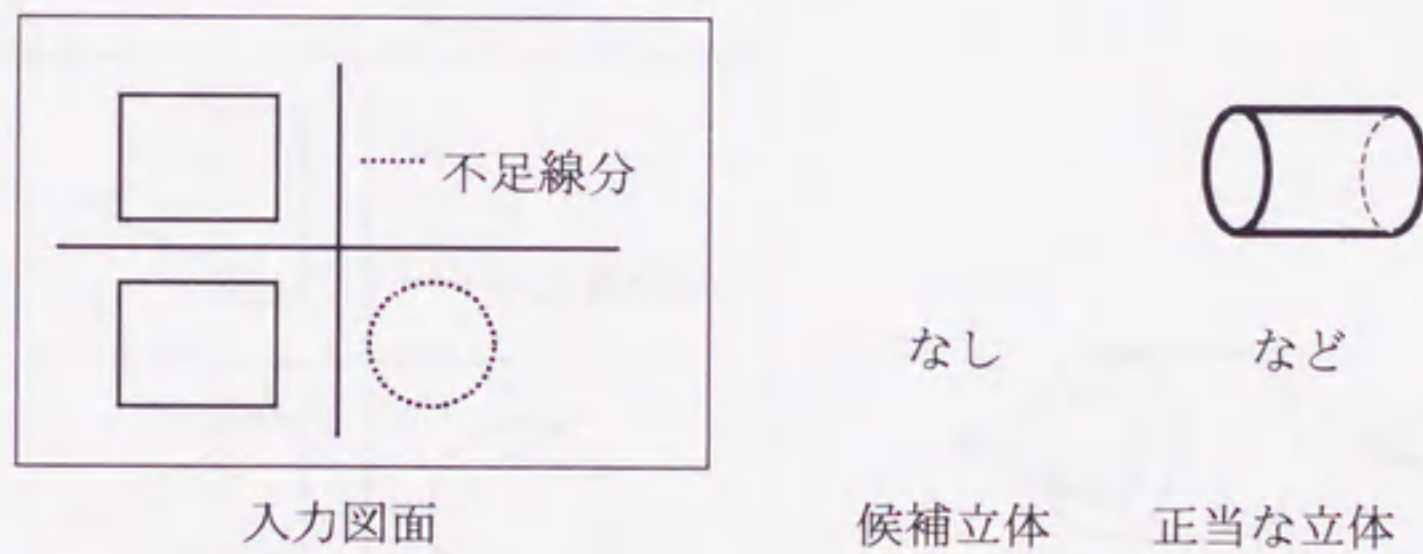 不足線分
なし
など
入力図面
候補立体
正当な立体